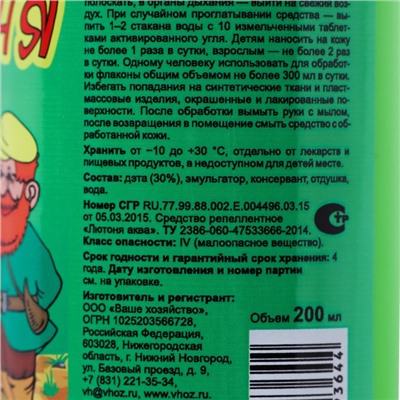 НЯ
полоскать, в органы дыхания — выйти на свежий воз-
дух. При случайном проглатывании средства — вы-
пить 1–2 стакана воды с 10 измельченными таблет-
ками активированного угля. Детям наносить на кожу
не более 1 раза в сутки, взрослым — не более 2 раз
в сутки. Одному человеку использовать для обработ-
ки флаконы общим объемом не более 300 мл в сутки.
Избегать попадания на синтетические ткани и пласт-
массовые изделия, окрашенные и лакированные по-
верхности. После обработки вымыть руки с мылом,
после возвращения в помещение смыть средство с об-
работанной кожи.
Хранить от −10 до +30 °С, отдельно от лекарств и
пищевых продуктов, в недоступном для детей месте.
Состав: дэта (30%), эмульгатор, консервант, отдушка,
вода.
Номер СГР RU.77.99.88.002.Е.004496.03.15
от 05.03.2015. Средство репеллентное
«Лютоня аква». ТУ 2386-060-47533666-2014.
Класс опасности: IV (малоопасное вещество).
Срок годности и гарантийный срок хранения: 4
года. Дату изготовления и номер партии
см. на упаковке.
Изготовитель и регистрант:
ООО «Ваше хозяйство»,
ОГРН 1025203566728,
Российская Федерация,
603028, Нижегородская
область, г. Нижний Новгород,
ул. Базовый проезд, д. 9,
+7 (831) 221-35-34,
vh@vhoz.ru, www.vhoz.ru
СТР
Объем 200 мл
03644